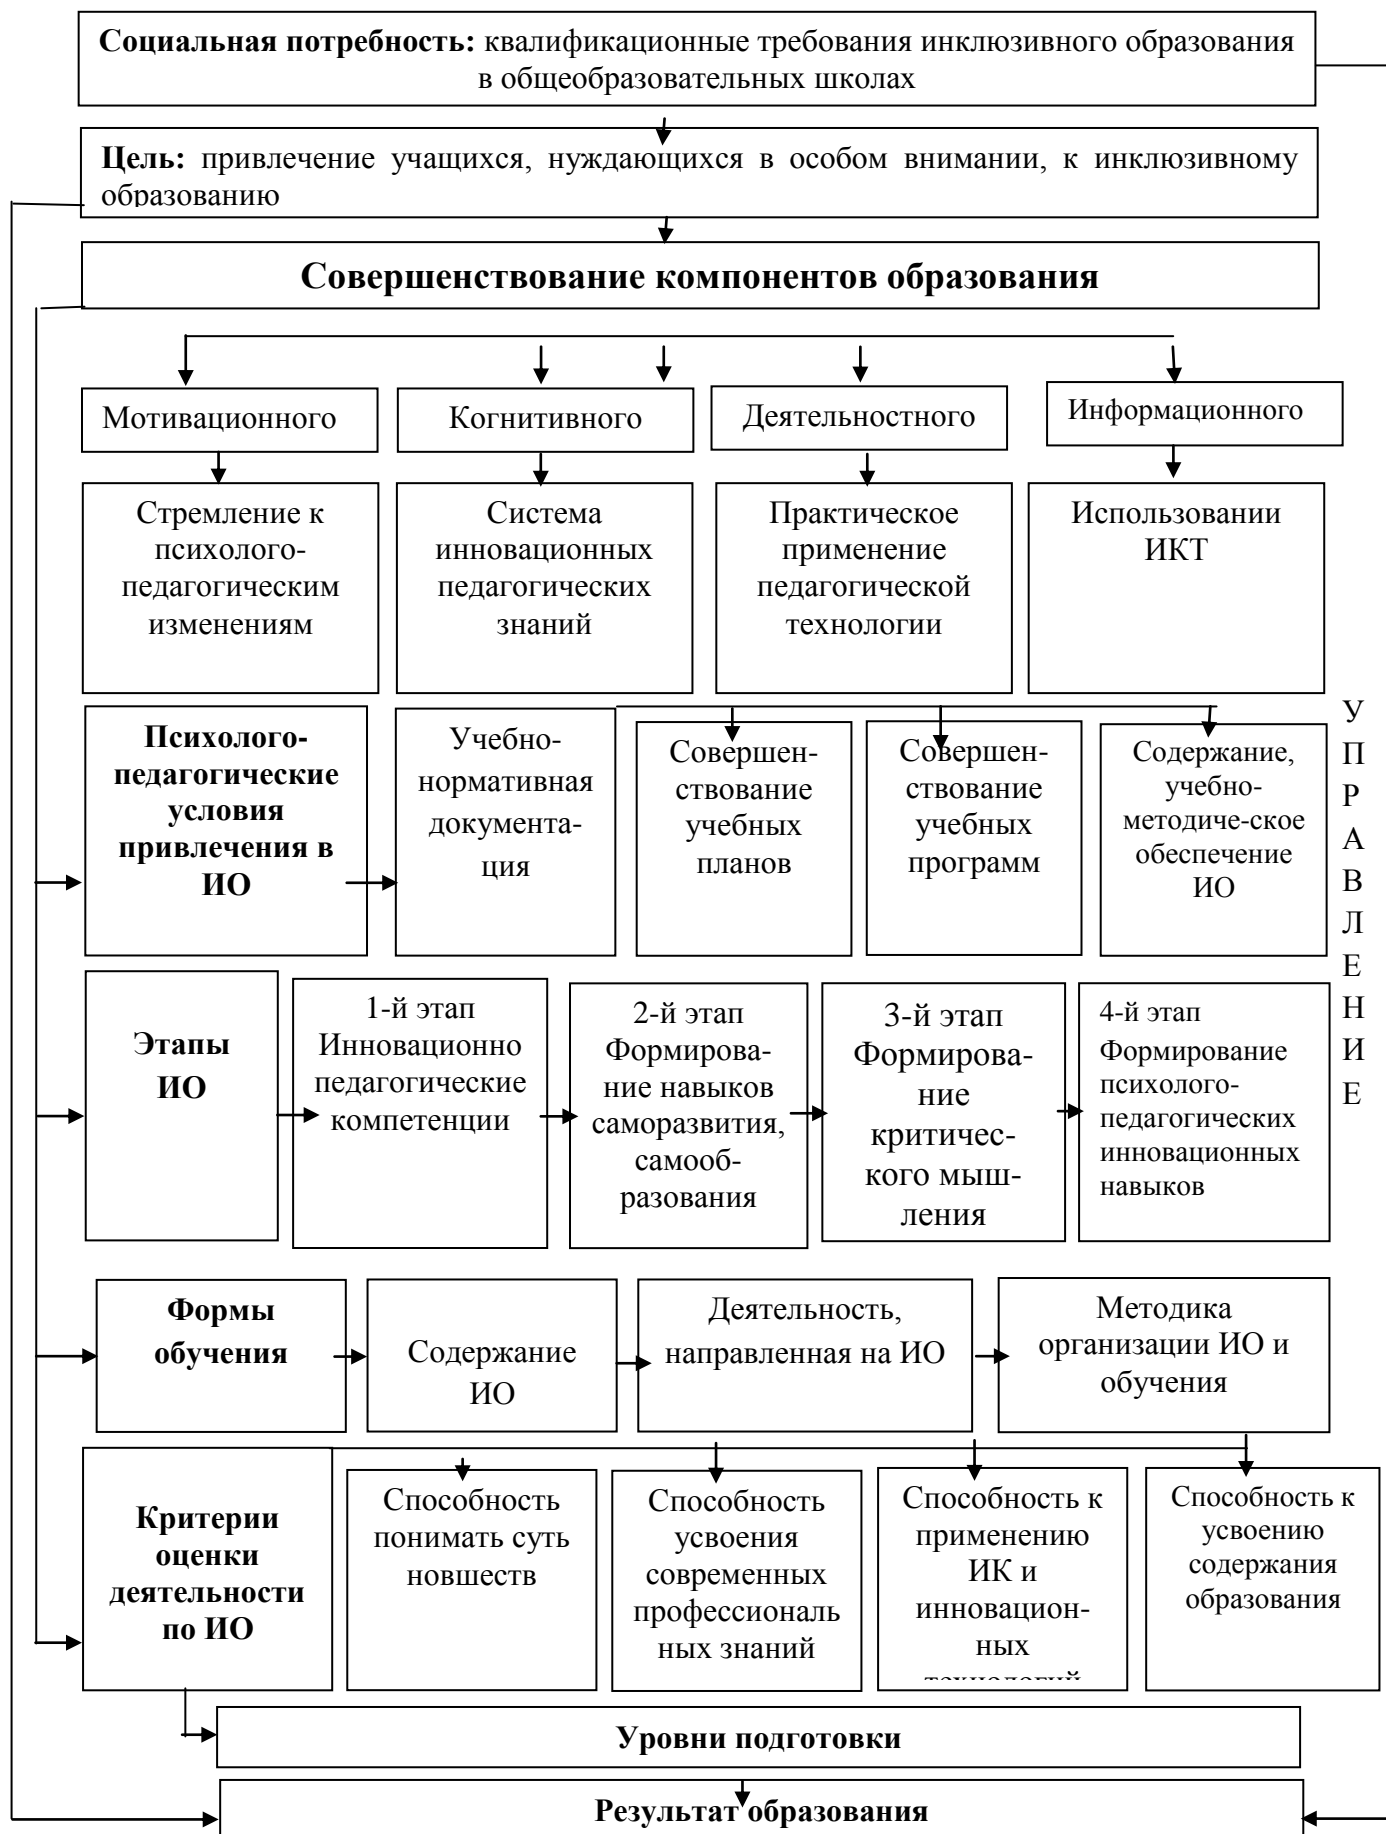 Социальная потребность: квалификационные требования инклюзивного образования
в общеобразовательных школах
Цель: привлечение учащихся, нуждающихся в особом внимании, к инклюзивному
образованию
Совершенствование компонентов образования
Мотивационного
Когнитивного
Деятельностного
Информационного
Стремление к
психолого-
педагогическим
изменениям
Система
инновационных
педагогических
знаний
Практическое
применение
педагогической
технологии
Использовании
ИКТ
Психолого-
педагогические
условия
привлечения в
ИО
Учебно-
нормативная
документа-
ция
Совершен-
ствование
учебных
планов
Совершен-
ствование
учебных
программ
Содержание,
учебно-
методиче-ское
обеспечение
ИО
У
П
Р
А
В
Л
Е
Н
И
Е
Этапы
ИО
1-й этап
Инновационно
педагогические
компетенции
2-й этап
Формирова-
ние навыков
саморазвития,
самооб-
разования
3-й этап
Формирова-
ние
критичес-
кого мыш-
ления
4-й этап
Формирование
психолого-
педагогических
инновационных
навыков
Формы
обучения
Содержание
ИО
Деятельность,
направленная на ИО
Методика
организации ИО и
обучения
Критерии
оценки
деятельности
по ИО
Способность
понимать суть
новшеств
Способность
усвоения
современных
профессиональ
ных знаний
Способность к
применению
ИК и
инновацион-
ных
технологий
Способность к
усвоению
содержания
образования
Уровни подготовки
Результат образования